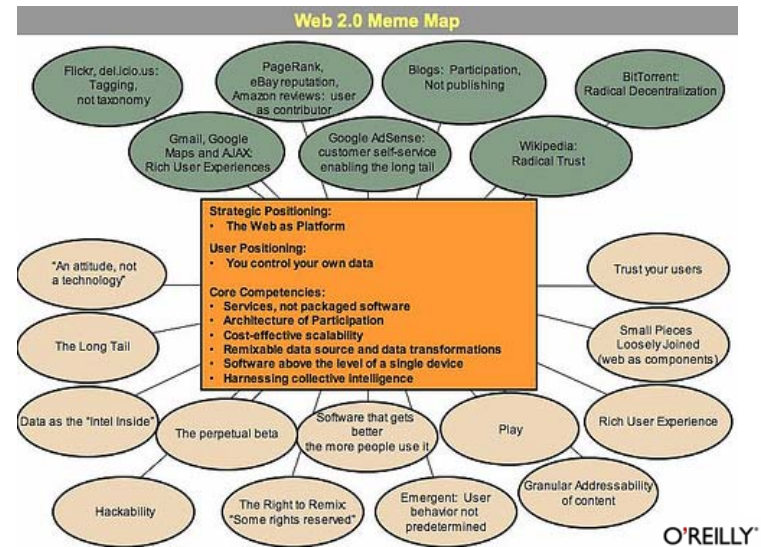 Web 2.0 Meme Map
Flickr, del.icio.us:
Tagging,
not taxonomy
PageRank,
eBay reputation,
Amazon reviews: user
as contributor
Blogs: Participation,
Not publishing
BitTorrent:
Radical Decentralization
Gmail, Google
Maps and AJAX:
Rich User Experiences
Google AdSense:
customer self-service
enabling the long tail
Wikipedia:
Radical Trust
Strategic Positioning:
• The Web as Platform
User Positioning:
• You control your own data
Core Competencies:
• Services, not packaged software
• Architecture of Participation
• Cost-effective scalability
• Remixable data source and data transformations
• Software above the level of a single device
• Harnessing collective intelligence
"An attitude, not
a technology"
Trust your users
The Long Tail
Small Pieces
Loosely Joined
(web as components)
Data as the "Intel Inside"
The perpetual beta
Software that gets
better
the more people use it
Play
Rich User Experience
Hackability
The Right to Remix:
"Some rights reserved"
Emergent: User
behavior not
predetermined
Granular Addressability
of content
O'REILLY®